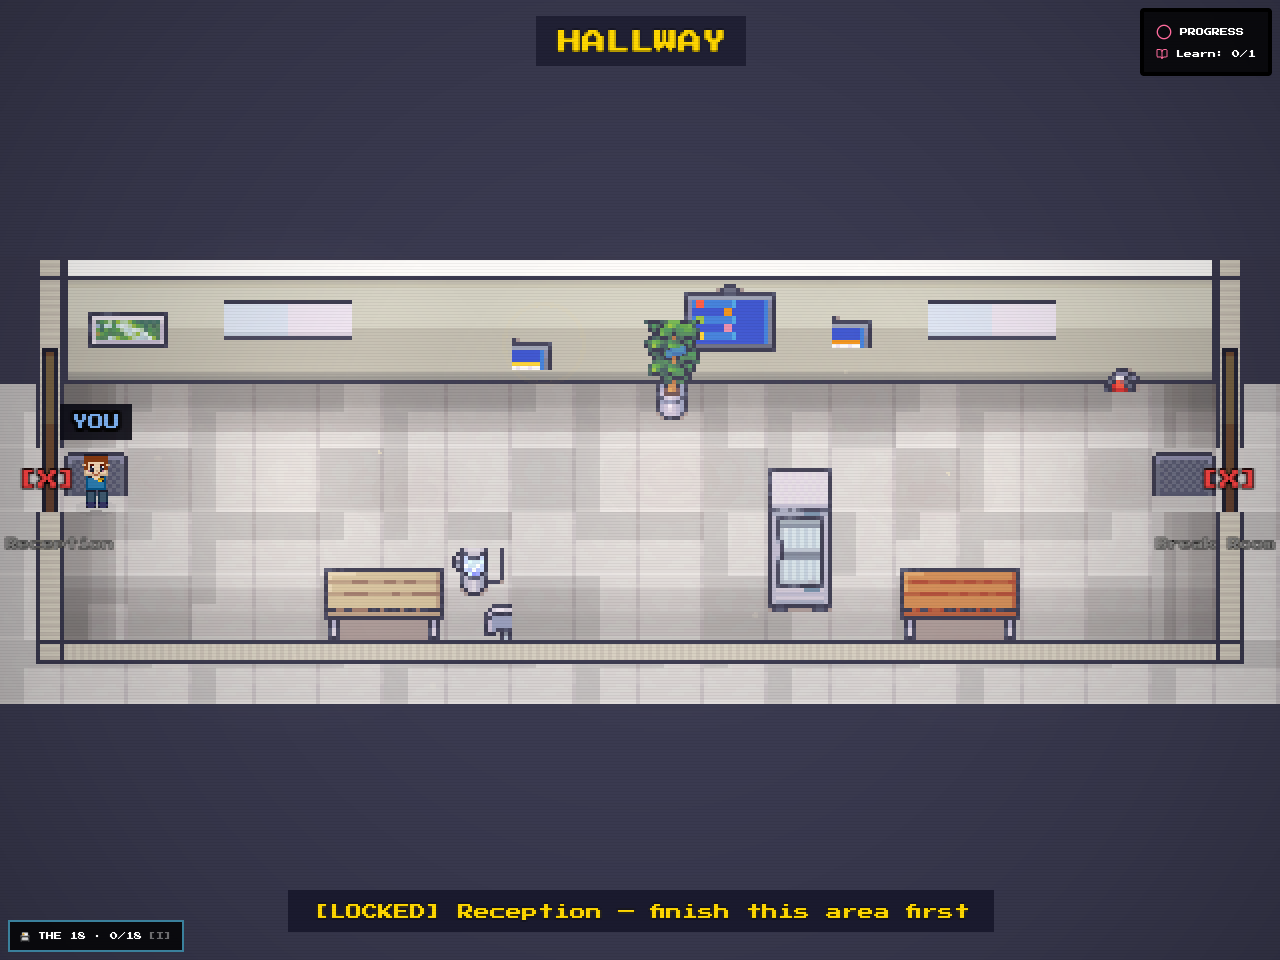 HALLWAY
PROGRESS
Learn: 0/1
YOU
[X]
[X]
Reception
Break Room
[LOCKED] Reception — finish this area first
THE 18 · 0/18 [I]